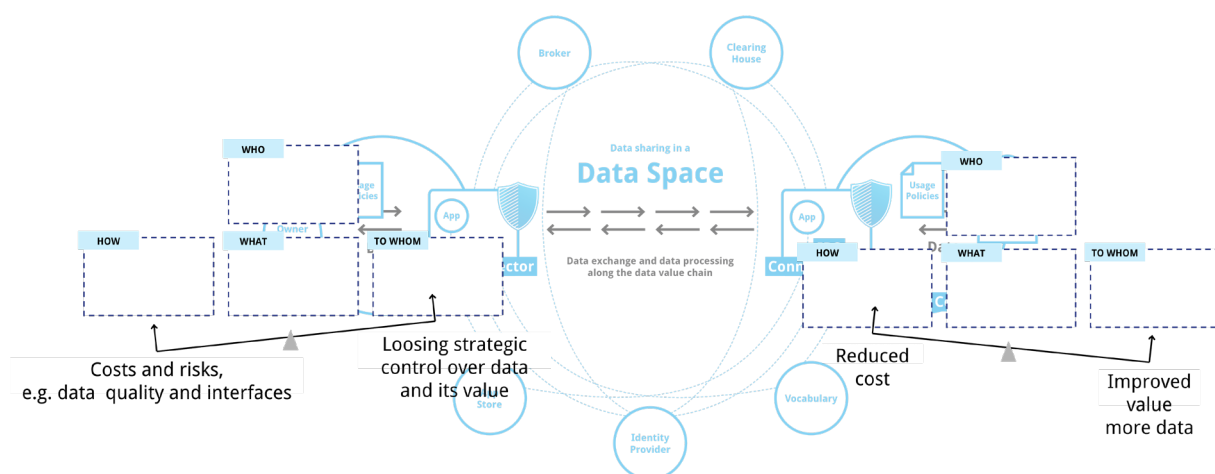 Broker
Clearing
House
WHO
Data sharing in a
Data Space
WHO
Usage
Policies
App
App
Owner
HOW
WHAT
TO WHOM
HOW
WHAT
TO WHOM
Data exchange and data processing
along the data value chain
Costs and risks,
e.g. data quality and interfaces
Loosing strategic
control over data
and its value
Reduced
cost
Improved
value
more data
Store
Vocabulary
Identity
Provider